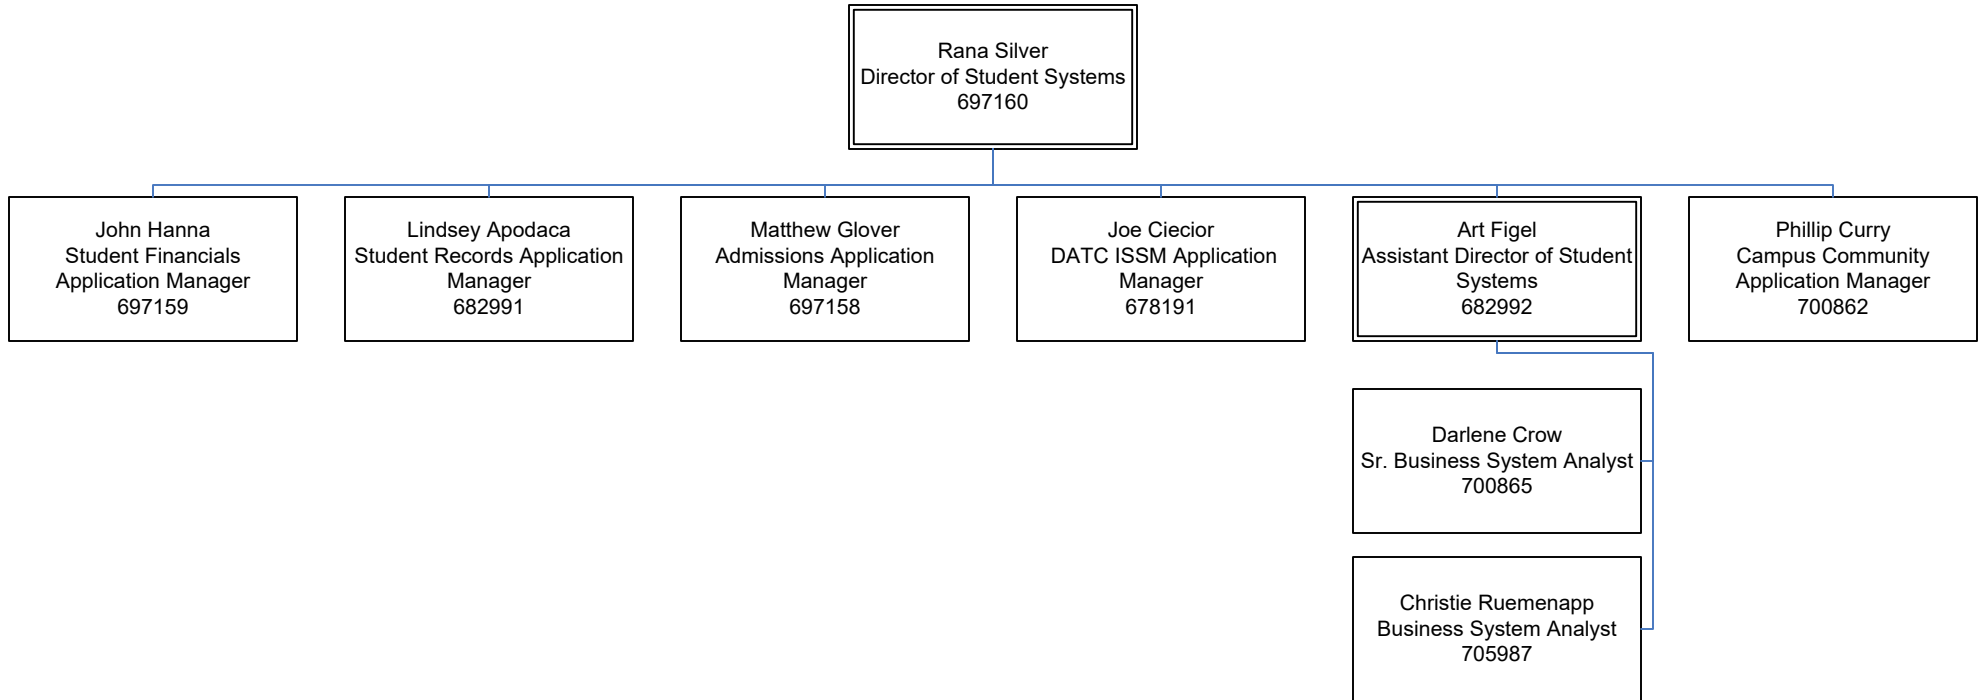 Rana Silver
Director of Student Systems
697160
John Hanna
Student Financials
Application Manager
697159
Lindsey Apodaca
Student Records Application
Manager
682991
Matthew Glover
Admissions Application
Manager
697158
Joe Ciecior
DATC ISSM Application
Manager
678191
Art Figel
Assistant Director of Student
Systems
682992
Phillip Curry
Campus Community
Application Manager
700862
Darlene Crow
Sr. Business System Analyst
700865
Christie Ruemenapp
Business System Analyst
705987